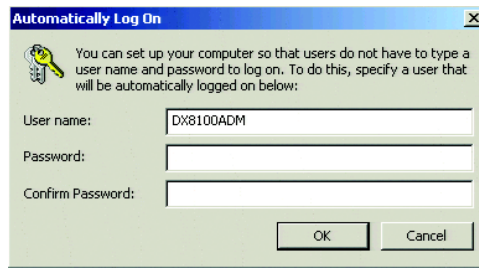 Automatically Log On
You can set up your computer so that users do not have to type a
user name and password to log on. To do this, specify a user that
will be automatically logged on below:
User name:
DX8100ADM
Password:
Confirm Password:
OK
Cancel